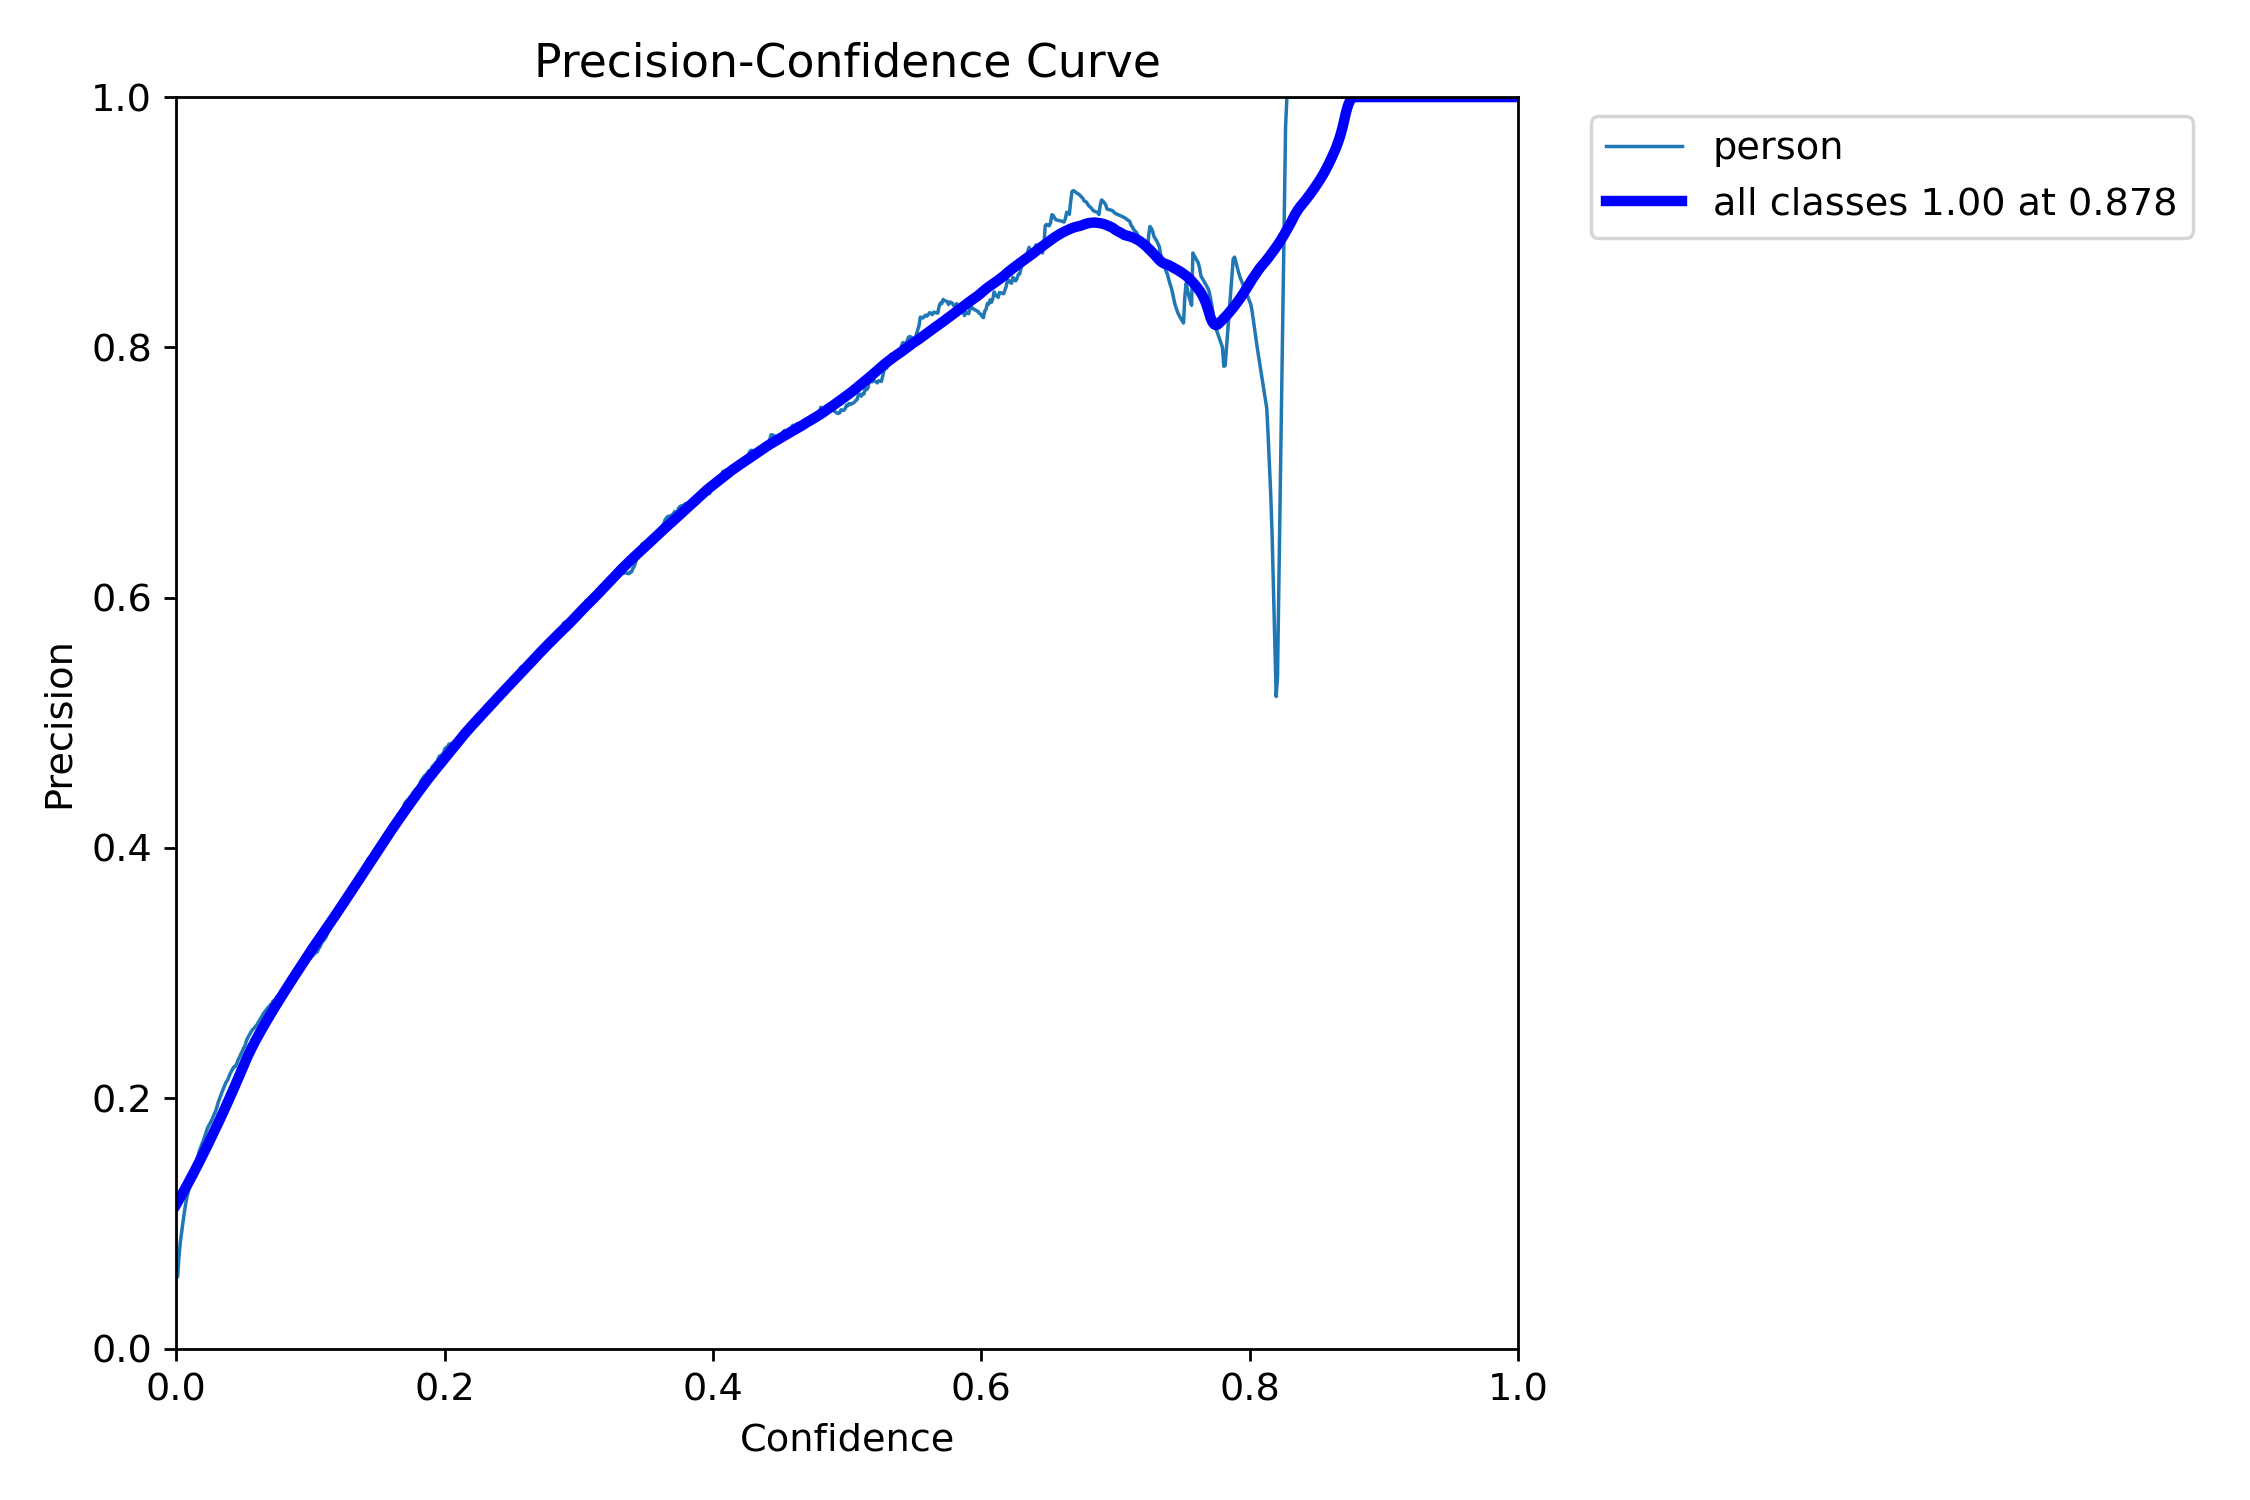 Precision-Confidence Curve
person
all classes 1.00 at 0.878
1.0
0.8
0.6
0.4
0.2
0.0
Precision
0.0 0.2 0.4 0.6 0.8 1.0
Confidence